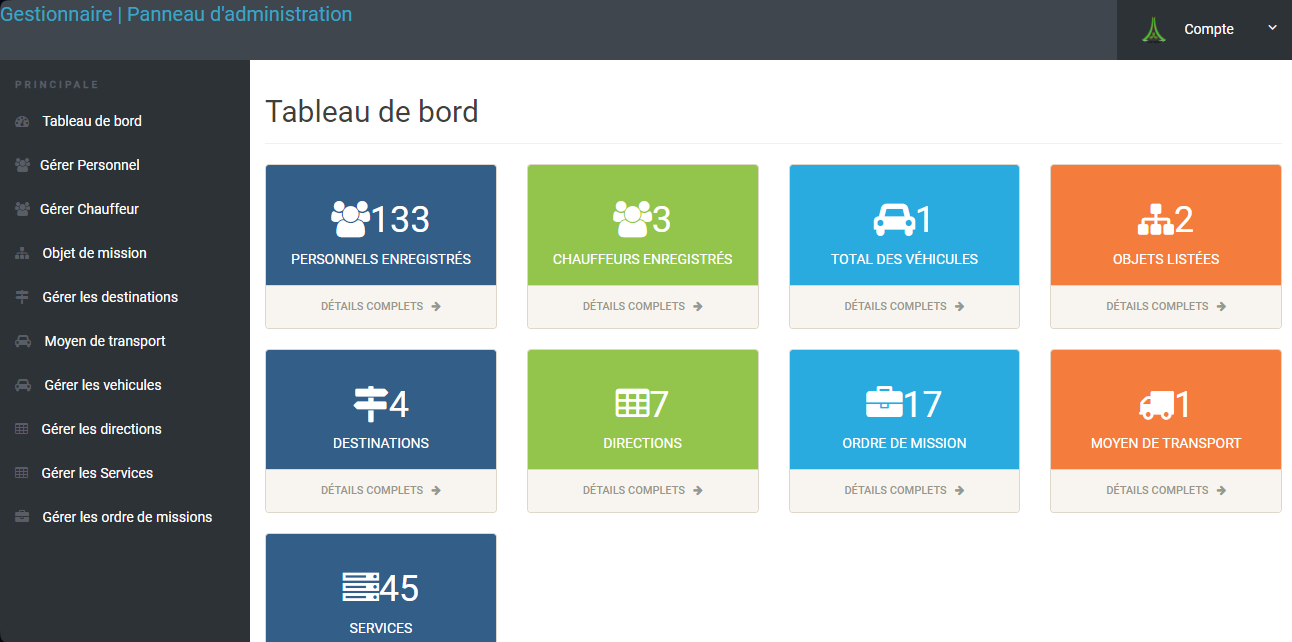 Gestionnaire | Panneau d'administration
Compte
PRINCIPALE
Tableau de bord
Gérer Personnel
Gérer Chauffeur
Objet de mission
Gérer les destinations
Moyen de transport
Gérer les vehicules
Gérer les directions
Gérer les Services
Gérer les ordre de missions
Tableau de bord
133
PERSONNELS ENREGISTRÉS
DÉTAILS COMPLETS
3
CHAUFFEURS ENREGISTRÉS
DÉTAILS COMPLETS
1
TOTAL DES VÉHICULES
DÉTAILS COMPLETS
2
OBJETS LISTÉES
DÉTAILS COMPLETS
4
DESTINATIONS
DÉTAILS COMPLETS
7
DIRECTIONS
DÉTAILS COMPLETS
17
ORDRE DE MISSION
DÉTAILS COMPLETS
1
MOYEN DE TRANSPORT
DÉTAILS COMPLETS
45
SERVICES